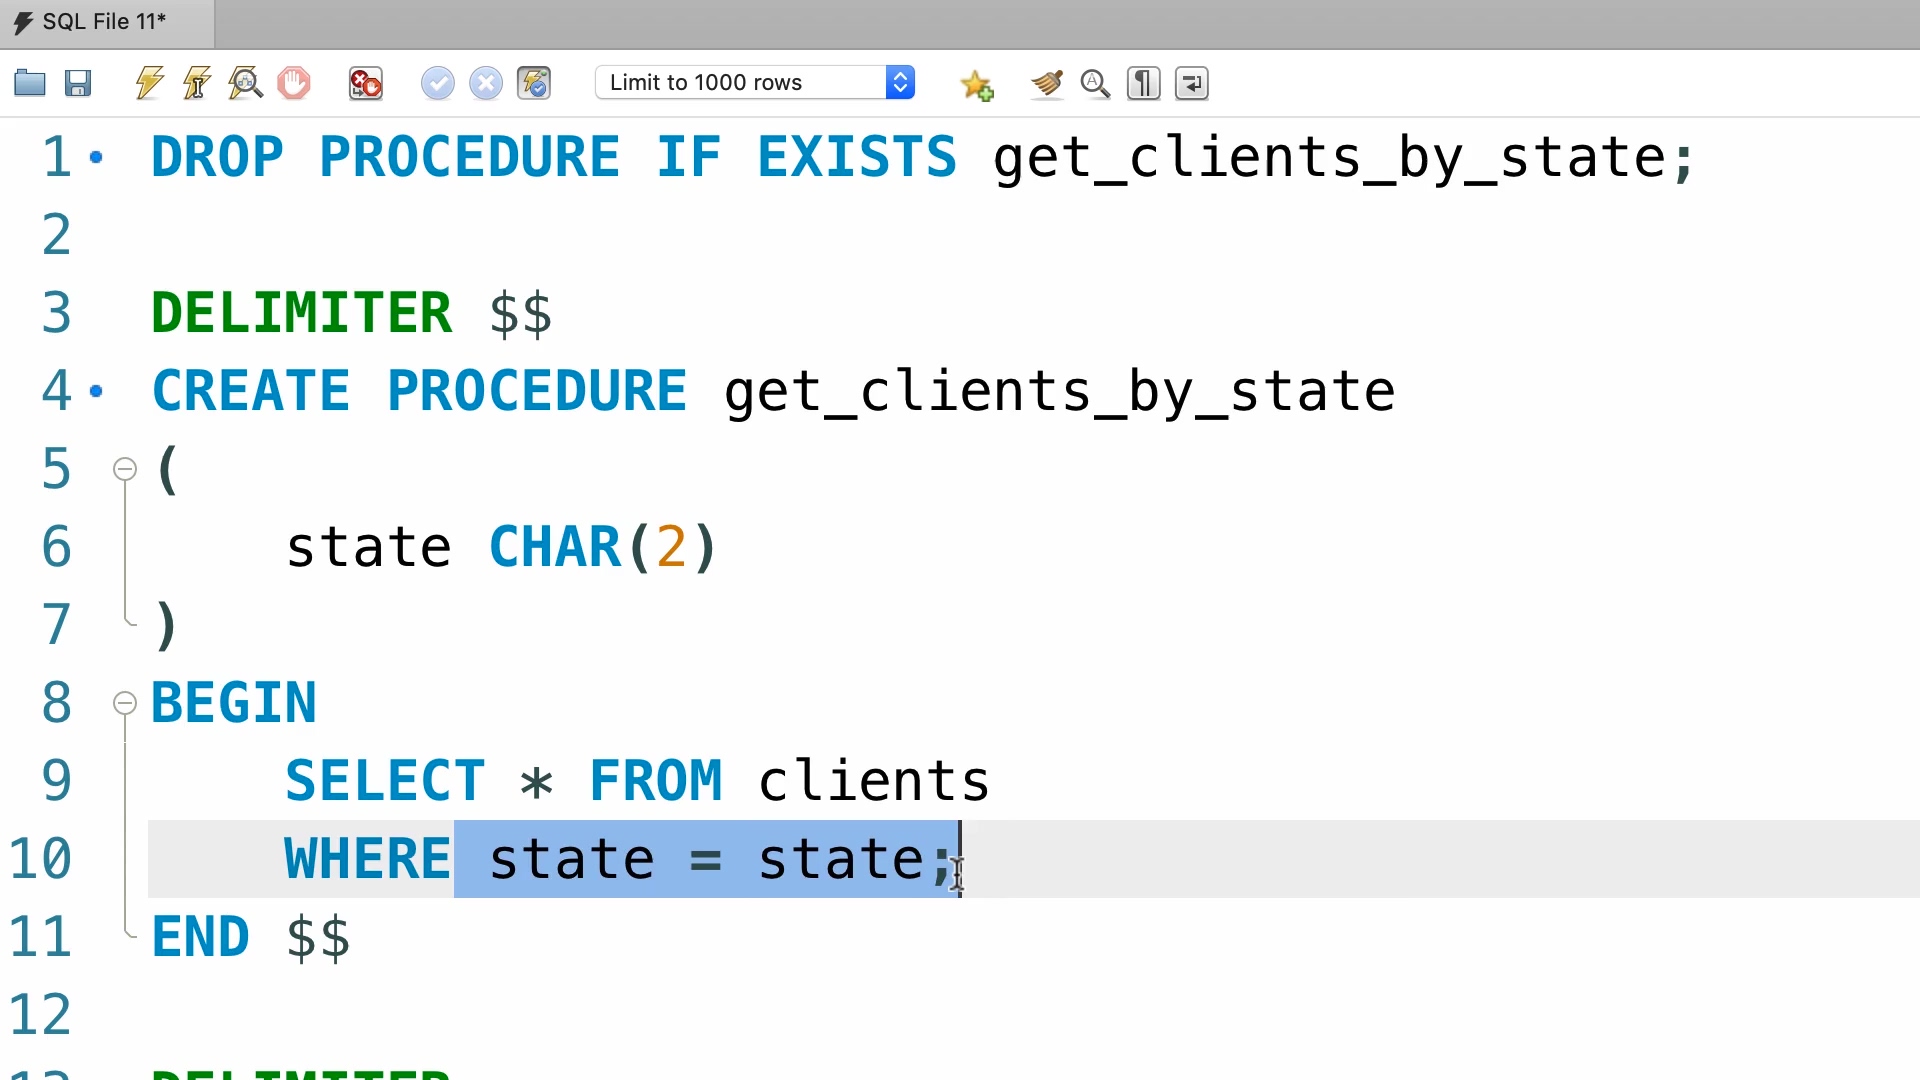 SQL File 11*
Limit to 1000 rows
1 DROP PROCEDURE IF EXISTS get_clients_by_state;
2
3 DELIMITER $$
4 CREATE PROCEDURE get_clients_by_state
5 (
6 state CHAR(2)
7 )
8 BEGIN
9 SELECT * FROM clients
10 WHERE state = state;
11 END $$
12
13 DELIMITER